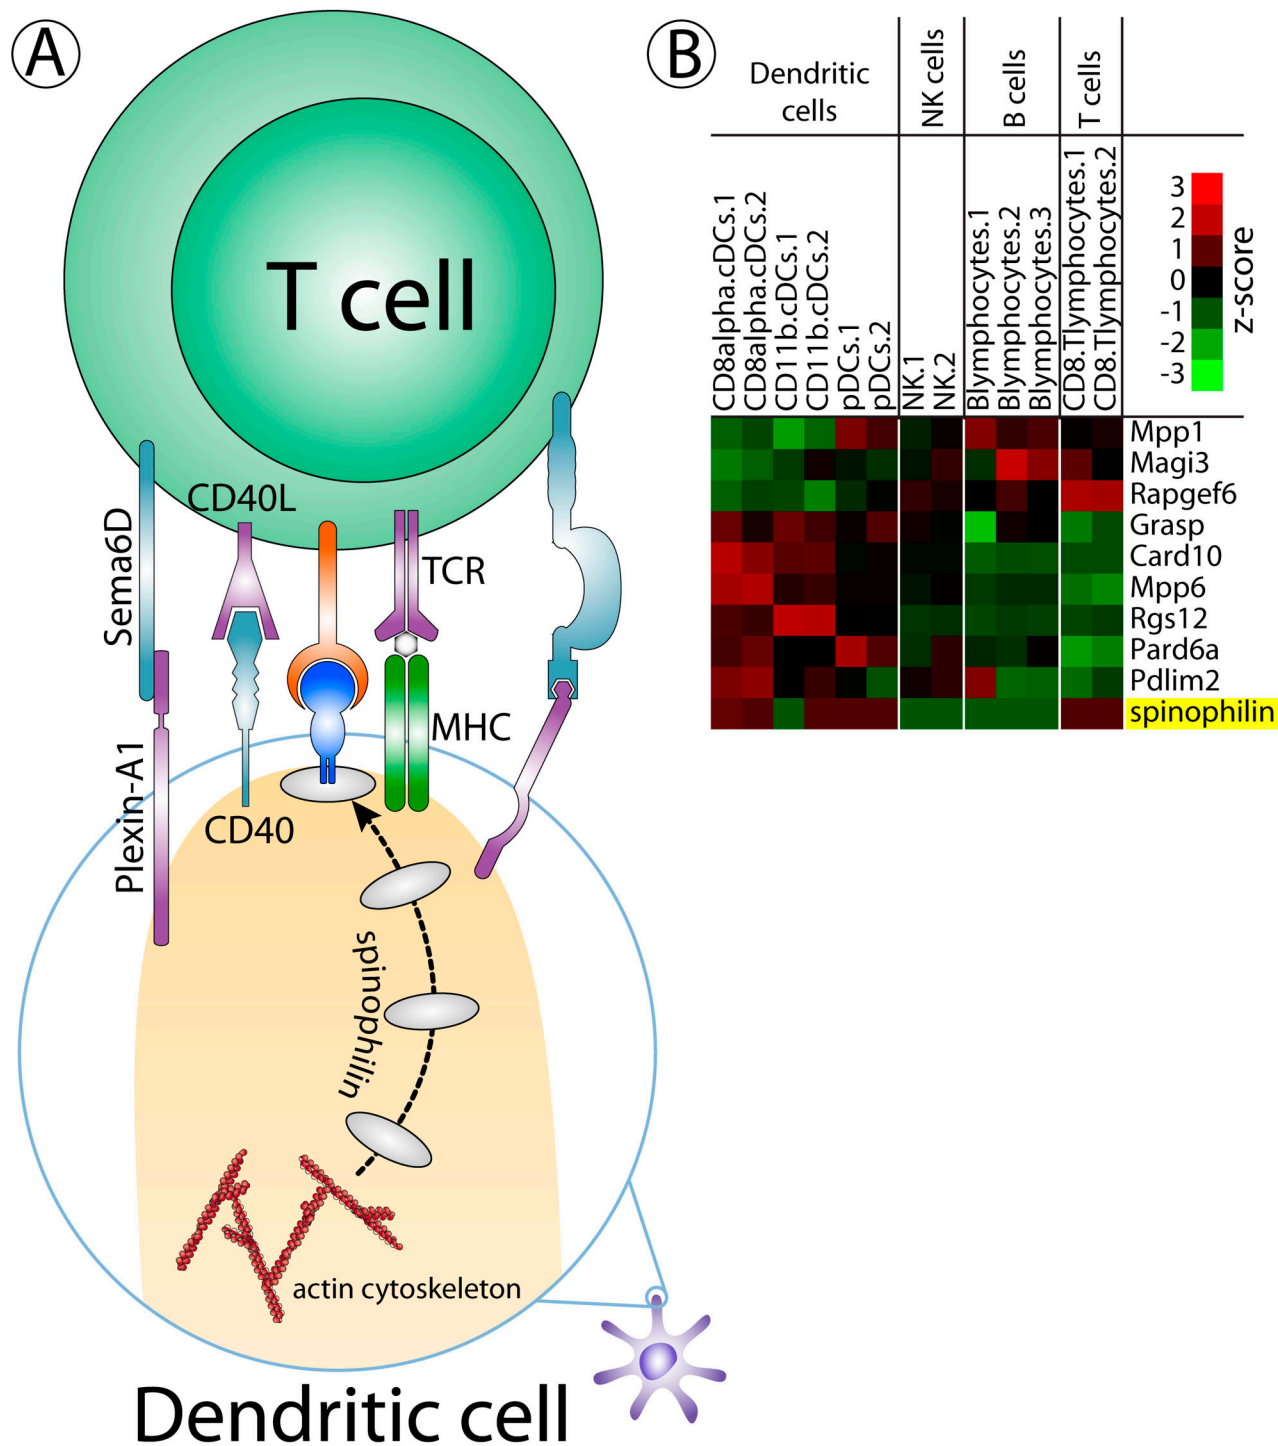 A
T cell
CD40L
Sema6D
TCR
MHC
Plexin-A1
CD40
spinophilin
actin cytoskeleton
Dendritic cell
B
Dendritic
cells
NK cells
B cells
T cells
CD8alpha.cDCs.1
CD8alpha.cDCs.2
CD11b.cDCs.1
CD11b.cDCs.2
pDCs.1
pDCs.2
NK.1
NK.2
Blymphocytes.1
Blymphocytes.2
Blymphocytes.3
CD8.Tlymphocytes.1
CD8.Tlymphocytes.2
3
2
1
0
-1
-2
-3
z-score
Mpp1
Magi3
Rapgef6
Grasp
Card10
Mpp6
Rgs12
Pard6a
Pdlim2
spinophilin